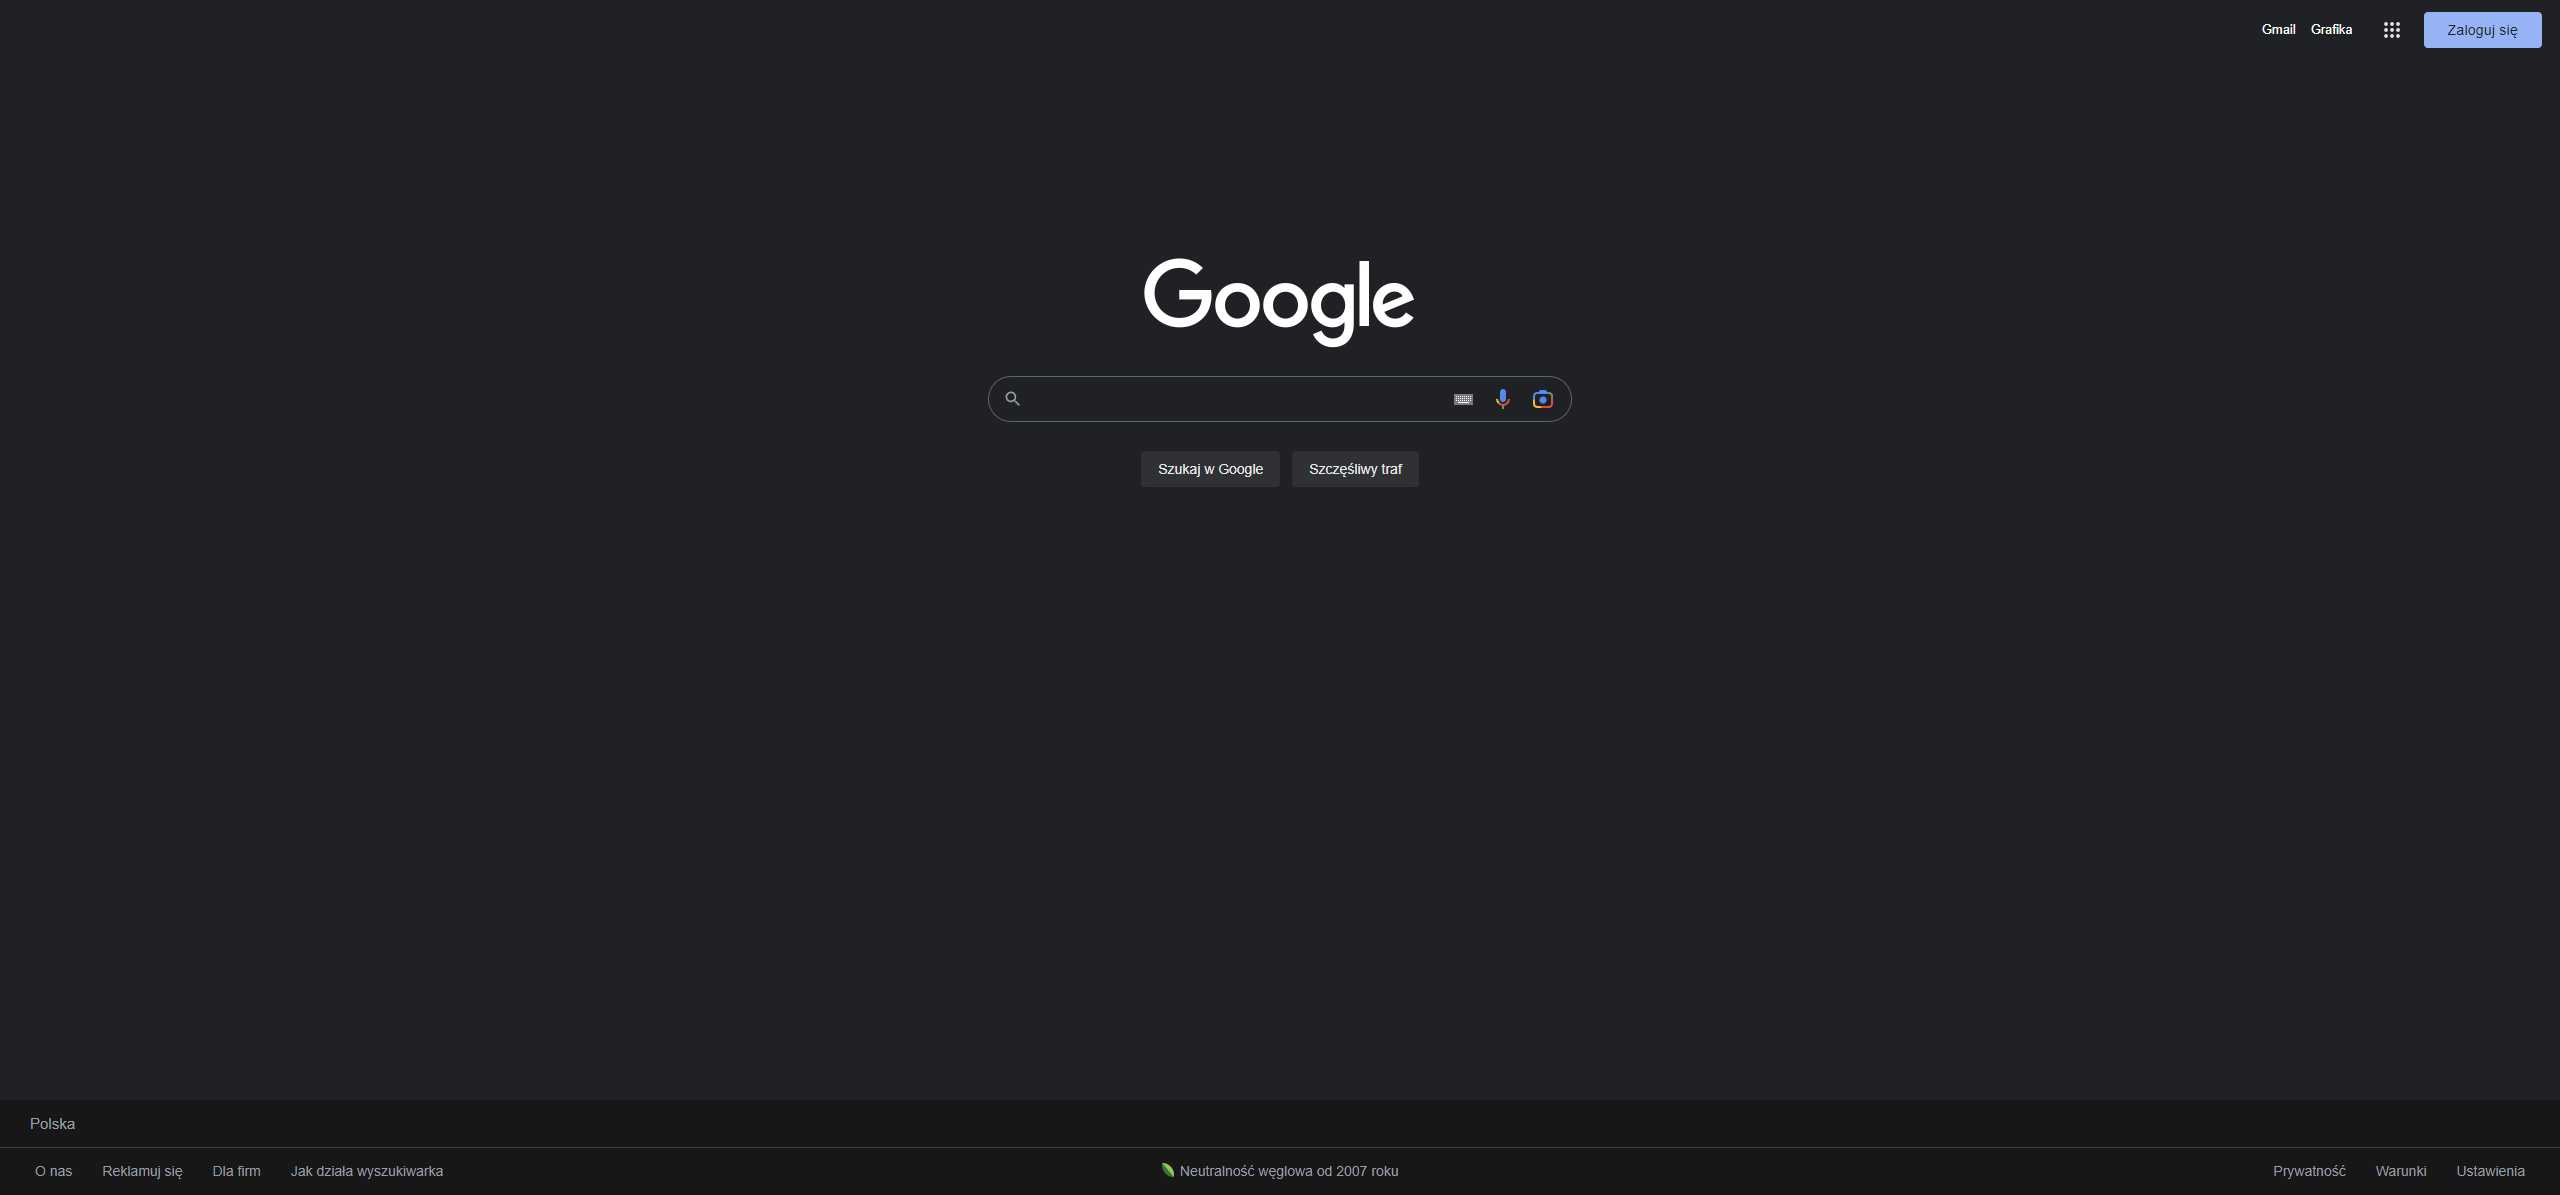 Gmail Grafika Zaloguj się
Google
Szukaj w Google Szczęśliwy traf
Polska
O nas Reklamuj się Dla firm Jak działa wyszukiwarka Neutralność węglowa od 2007 roku Prywatność Warunki Ustawienia